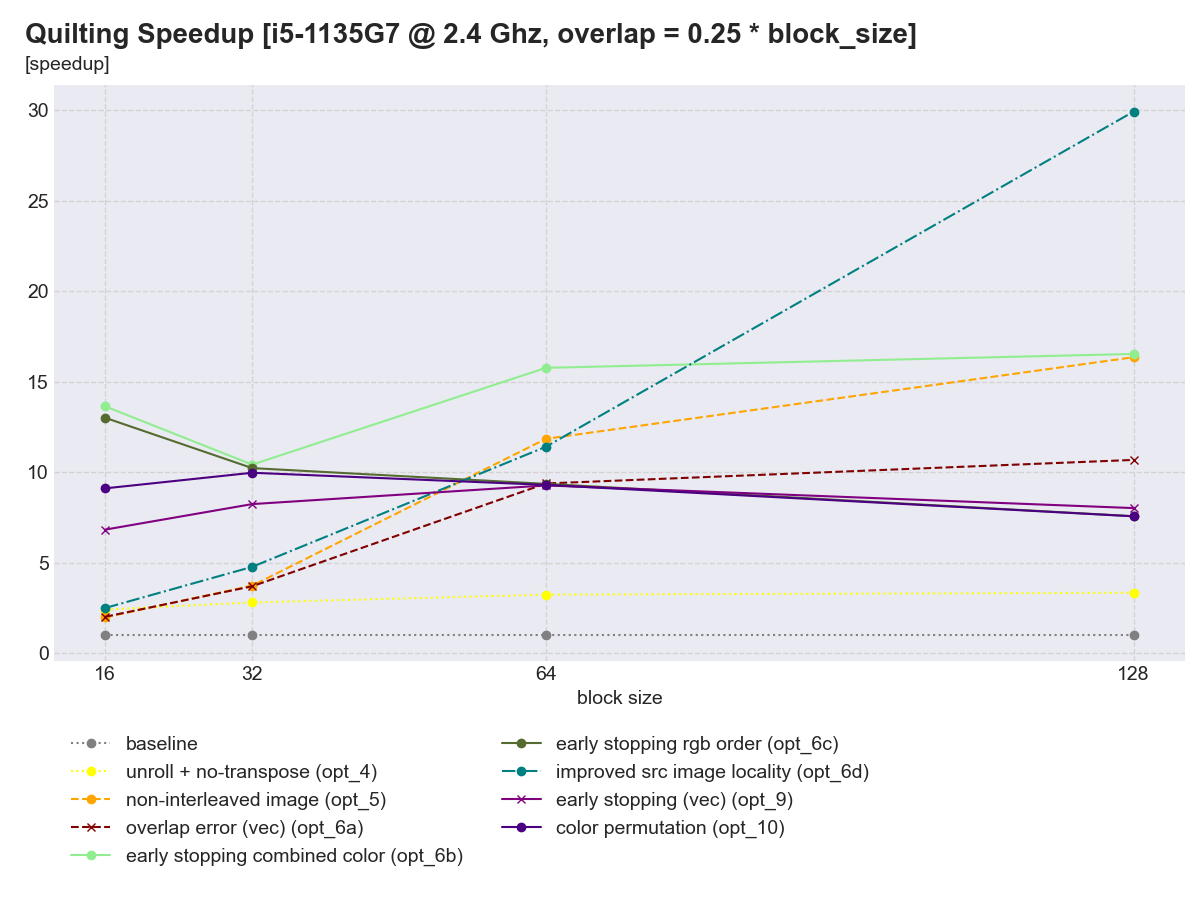 Quilting Speedup [i5-1135G7 @ 2.4 Ghz, overlap = 0.25 * block_size]
[speedup]
30
25
20
15
10
5
0
16 32 64 128
block size
baseline
unroll + no-transpose (opt_4)
non-interleaved image (opt_5)
overlap error (vec) (opt_6a)
early stopping combined color (opt_6b)
early stopping rgb order (opt_6c)
improved src image locality (opt_6d)
early stopping (vec) (opt_9)
color permutation (opt_10)